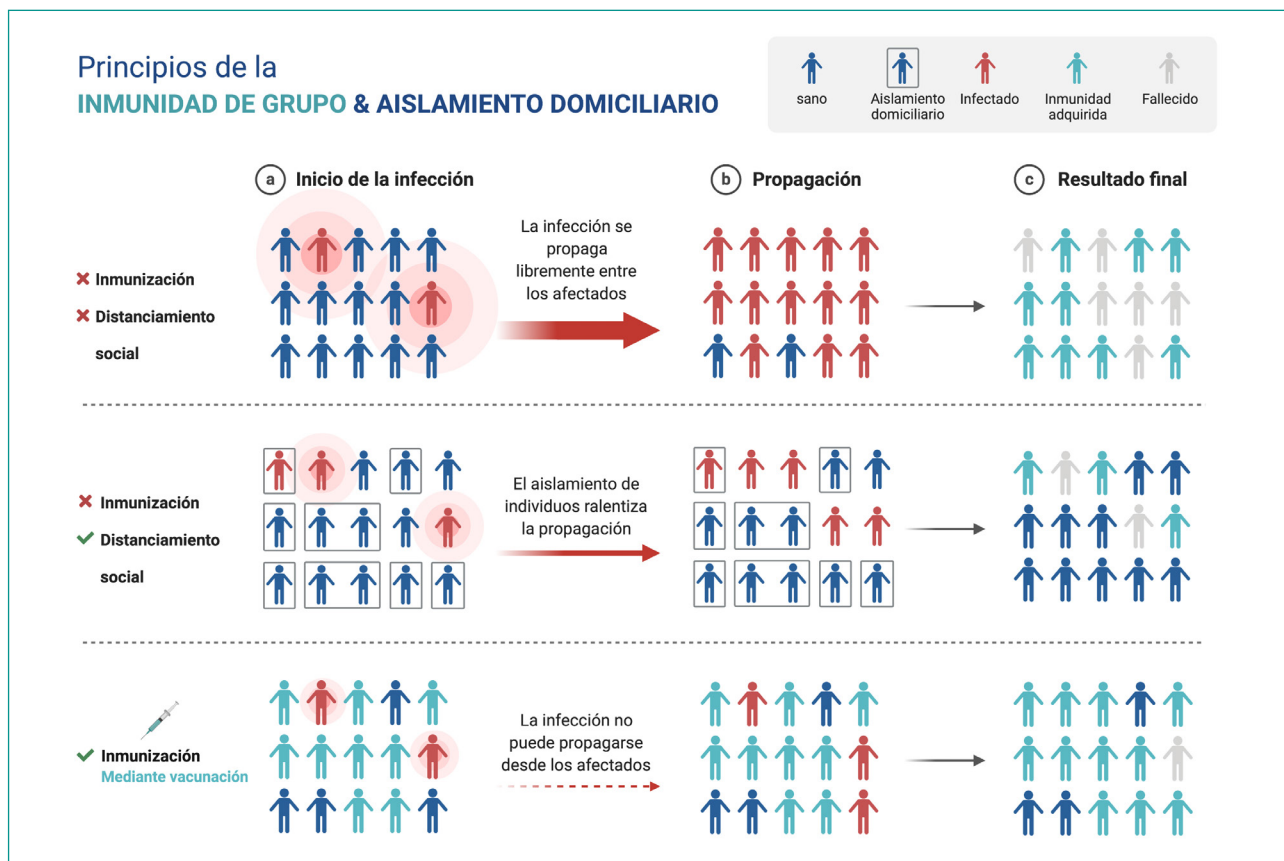 Principios de la
INMUNIDAD DE GRUPO & AISLAMIENTO DOMICILIARIO
sano
Aislamiento
domiciliario
Infectado
Inmunidad
adquirida
Fallecido
a Inicio de la infección
b Propagación
c Resultado final
Inmunización
Distanciamiento
social
La infección se
propaga
libremente entre
los afectados
Inmunización
Distanciamiento
social
El aislamiento de
individuos ralentiza
la propagación
Inmunización
Mediante vacunación
La infección no
puede propagarse
desde los afectados